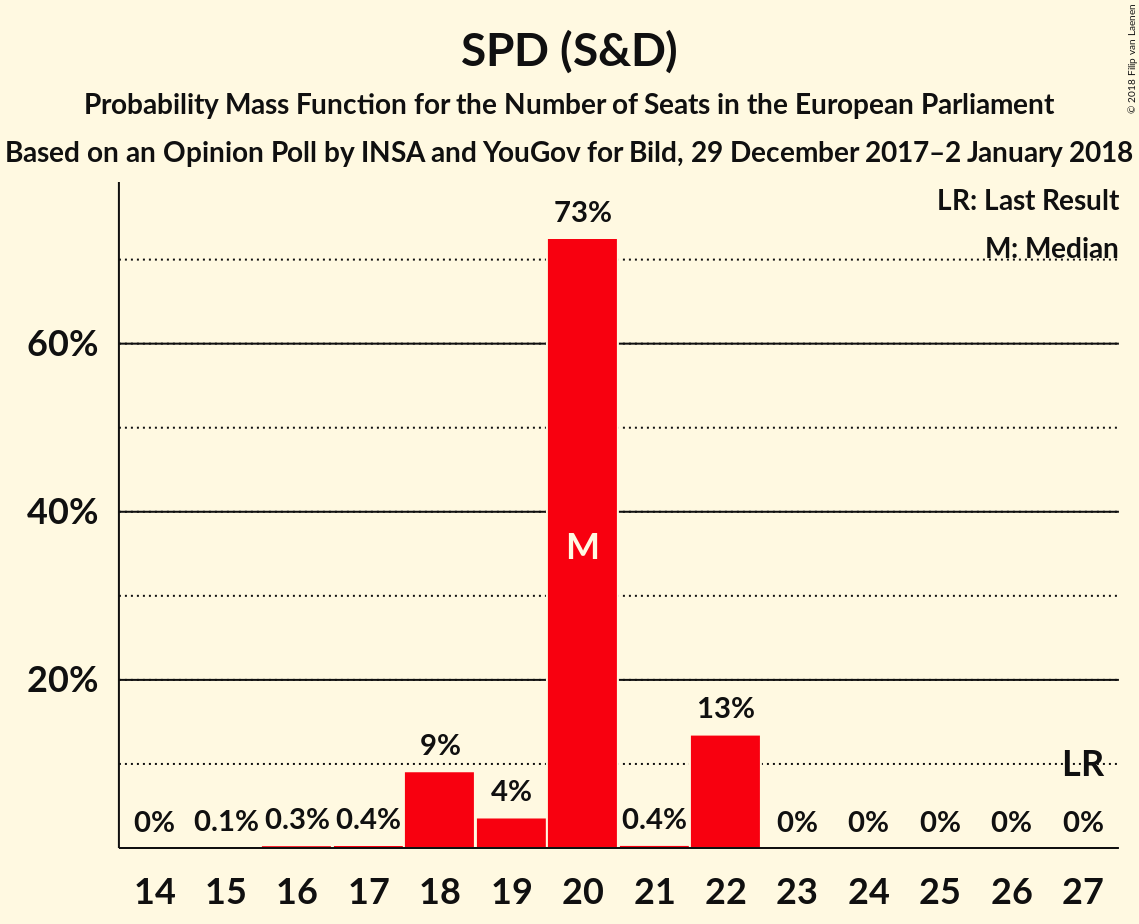 SPD (S&D)
Probability Mass Function for the Number of Seats in the European Parliament
Based on an Opinion Poll by INSA and YouGov for Bild, 29 December 2017–2 January 2018
© 2018 Filip van Laenen
LR: Last Result
M: Median
60%
40%
20%
0%
0.1%
0.3%
0.4%
9%
4%
73%
M
0.4%
13%
0%
0%
0%
0%
LR
0%
14 15 16 17 18 19 20 21 22 23 24 25 26 27